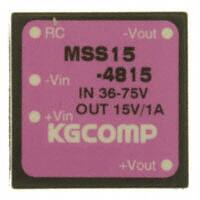 RC -Vout
MSS15
-4815
-Vin
IN 36-75V
OUT 15V/1A
+Vin +Vout
KGCOMP